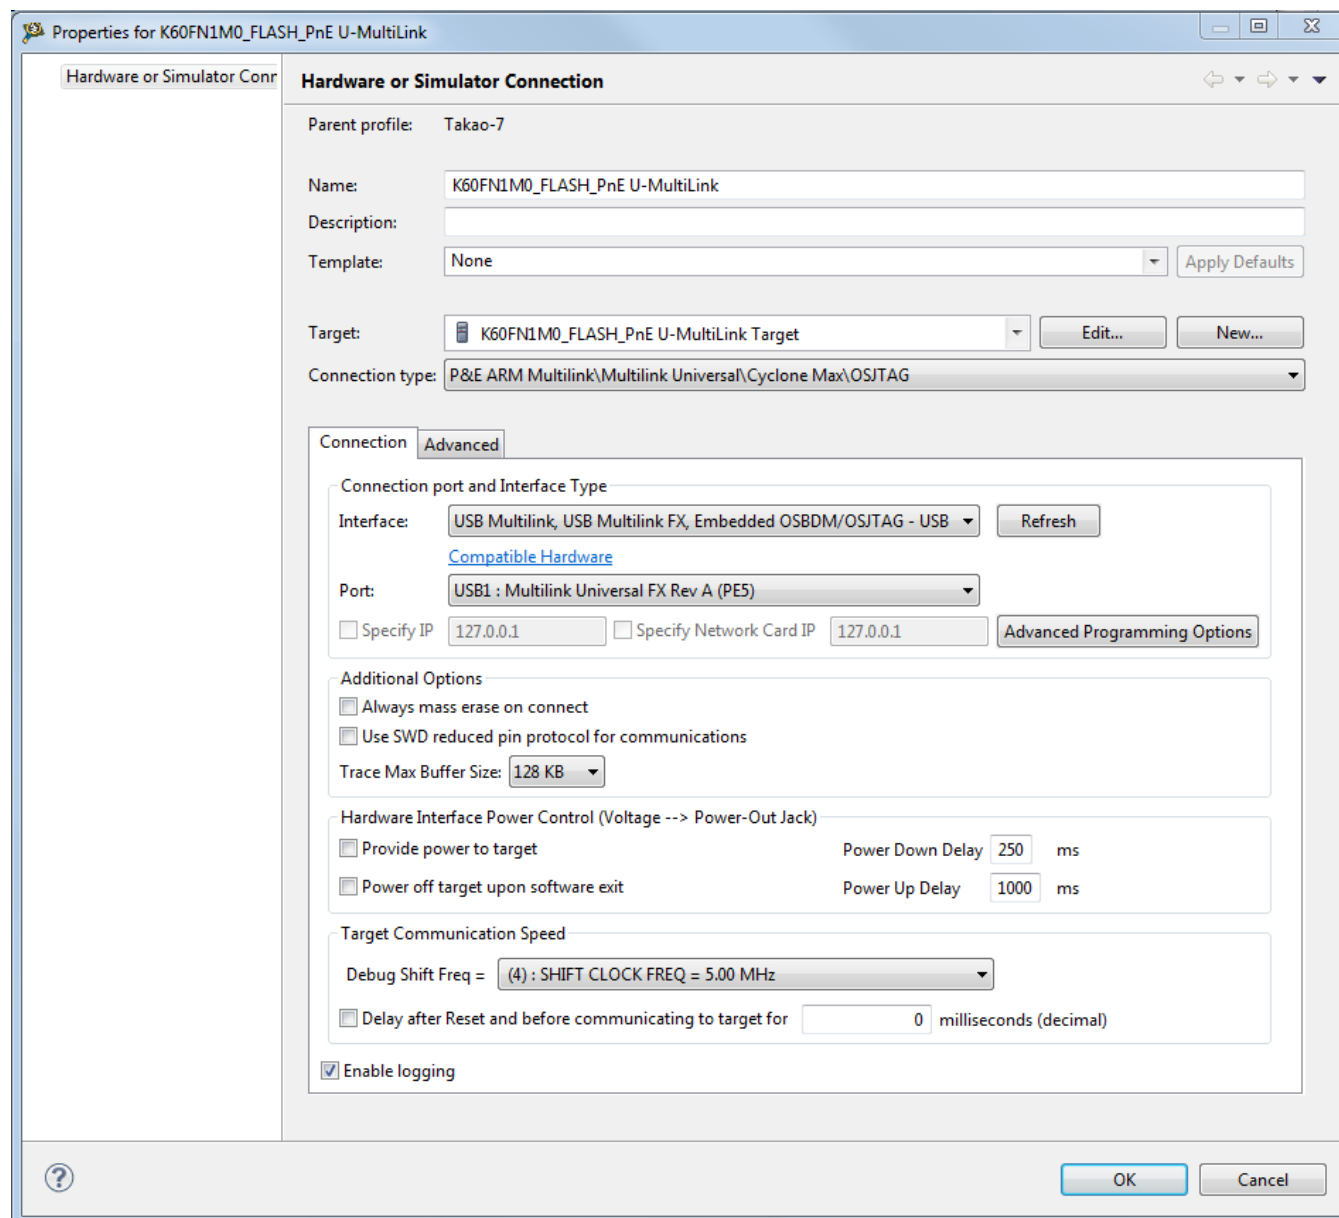 Properties for K60FN1M0_FLASH_PnE U-MultiLink
Hardware or Simulator Conn
Hardware or Simulator Connection
Parent profile: Takao-7
Name: K60FN1M0_FLASH_PnE U-MultiLink
Description:
Template: None Apply Defaults
Target: K60FN1M0_FLASH_PnE U-MultiLink Target Edit... New...
Connection type: P&E ARM Multilink\Multilink Universal\Cyclone Max\OSJTAG
Connection Advanced
Connection port and Interface Type
Interface: USB Multilink, USB Multilink FX, Embedded OSBDM/OSJTAG - USB Refresh
Compatible Hardware
Port: USB1 : Multilink Universal FX Rev A (PE5)
Specify IP 127.0.0.1 Specify Network Card IP 127.0.0.1 Advanced Programming Options
Additional Options
Always mass erase on connect
Use SWD reduced pin protocol for communications
Trace Max Buffer Size: 128 KB
Hardware Interface Power Control (Voltage --> Power-Out Jack)
Provide power to target Power Down Delay 250 ms
Power off target upon software exit Power Up Delay 1000 ms
Target Communication Speed
Debug Shift Freq = (4) : SHIFT CLOCK FREQ = 5.00 MHz
Delay after Reset and before communicating to target for 0 milliseconds (decimal)
Enable logging
? OK Cancel